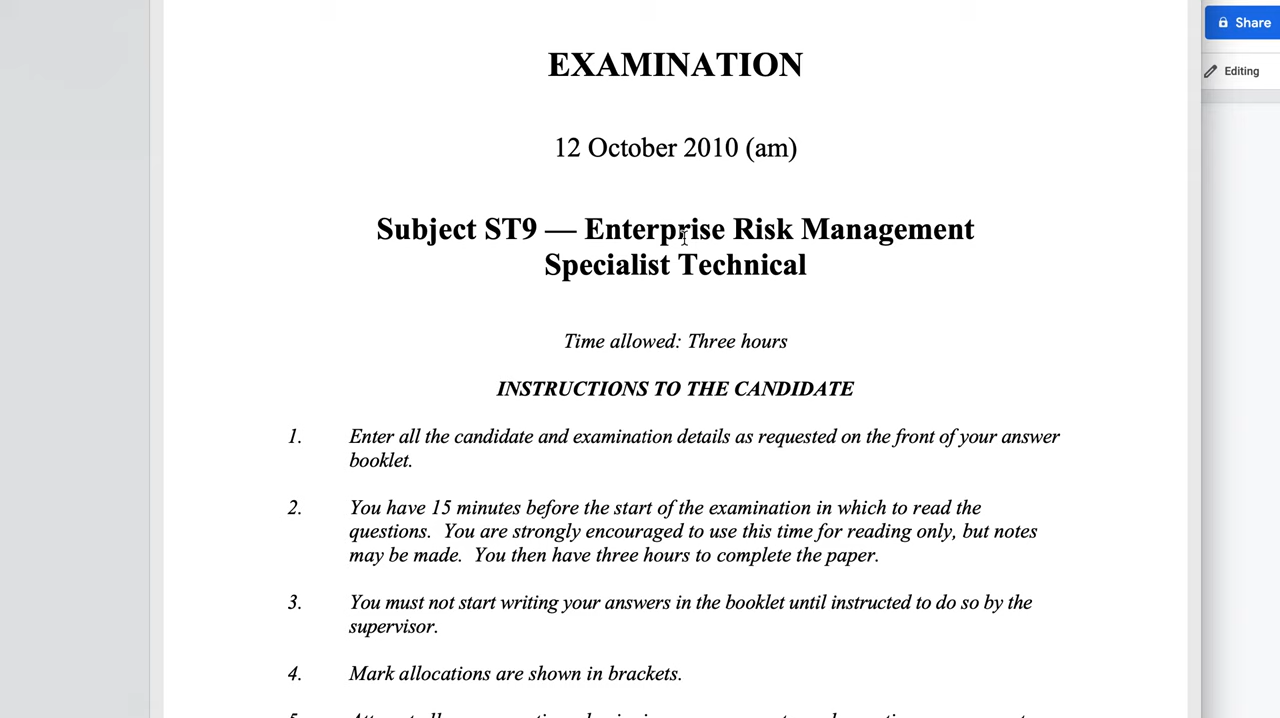 Share
Editing
EXAMINATION
12 October 2010 (am)
Subject ST9 — Enterprise Risk Management
Specialist Technical
Time allowed: Three hours
INSTRUCTIONS TO THE CANDIDATE
1. Enter all the candidate and examination details as requested on the front of your answer
booklet.
2. You have 15 minutes before the start of the examination in which to read the
questions. You are strongly encouraged to use this time for reading only, but notes
may be made. You then have three hours to complete the paper.
3. You must not start writing your answers in the booklet until instructed to do so by the
supervisor.
4. Mark allocations are shown in brackets.